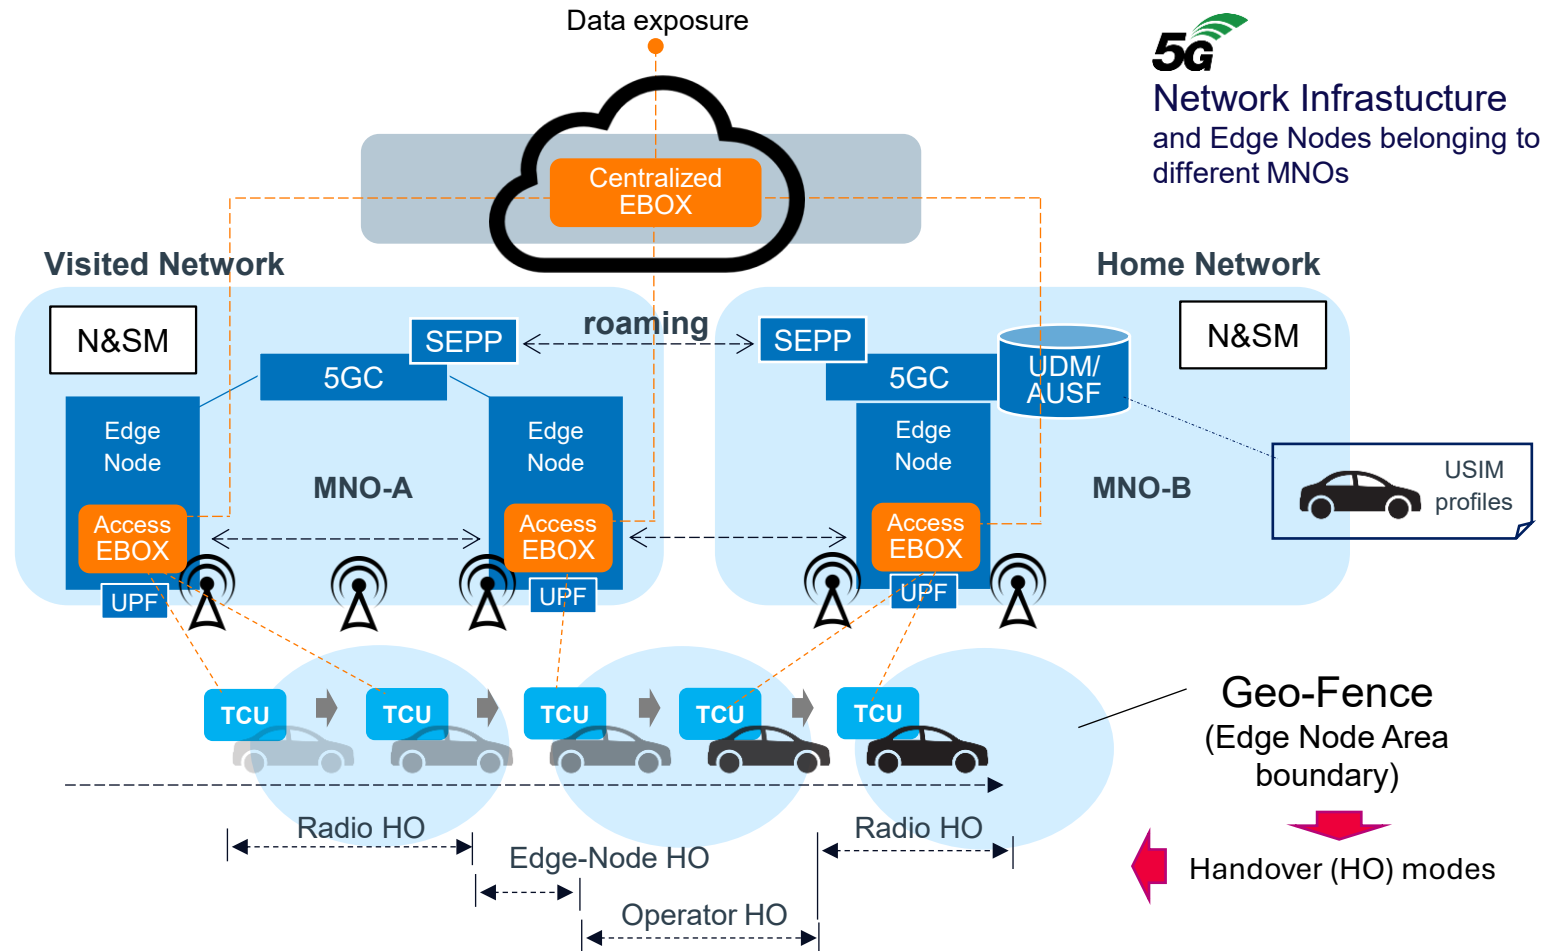 Data exposure
5G
Network Infrastucture
and Edge Nodes belonging to
different MNOs
Centralized
EBOX
Visited Network
Home Network
N&SM
SEPP
roaming
SEPP
N&SM
5GC
5GC
UDM/
AUSF
Edge
Node
Edge
Node
Edge
Node
MNO-A
MNO-B
USIM
profiles
Access
EBOX
Access
EBOX
Access
EBOX
UPF
UPF
UPF
TCU
TCU
TCU
TCU
TCU
Geo-Fence
(Edge Node Area
boundary)
Radio HO
Radio HO
Edge-Node HO
Handover (HO) modes
Operator HO